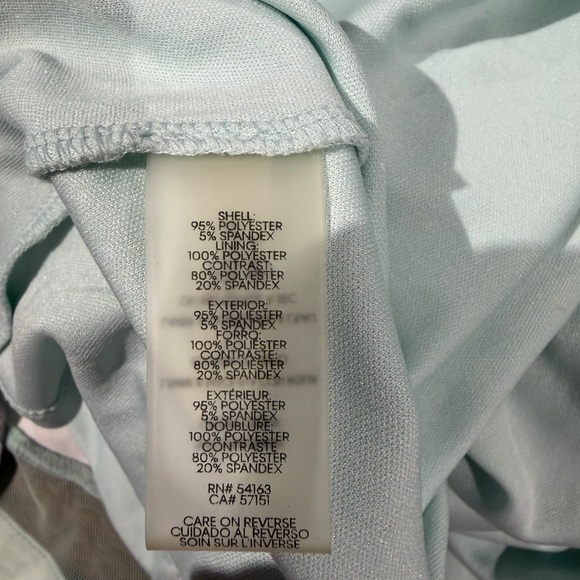 SHELL:
95% POLYESTER
5% SPANDEX
LINING:
100% POLYESTER
CONTRAST:
80% POLYESTER
20% SPANDEX
EXTERIOR:
95% POLIESTER
5% SPANDEX
FORRO:
100% POLIESTER
CONTRASTE:
80% POLIESTER
20% SPANDEX
EXTÉRIEUR:
95% POLYESTER
5% SPANDEX
DOUBLURE:
100% POLYESTER
CONTRASTE
80% POLYESTER
20% SPANDEX
RN# 54163
CA# 57151
CARE ON REVERSE
CUIDADO AL REVERSO
SOIN SUR L'INVERSE